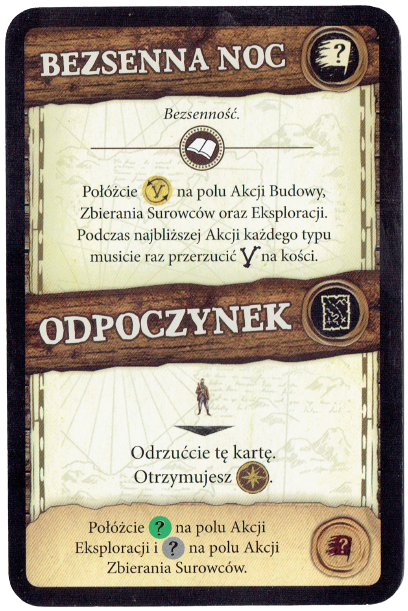 BEZSENNA NOC
?
Bezsenność.
Połóżcie na polu Akcji Budowy,
Zbierania Surowców oraz Eksploracji.
Podczas najbliższej Akcji każdego typu
musicie raz przerzucić na kości.
ODPOCZYNEK
Odrzućcie tę kartę.
Otrzymujesz .
Połóżcie ? na polu Akcji
Eksploracji i ? na polu Akcji
Zbierania Surowców.
?